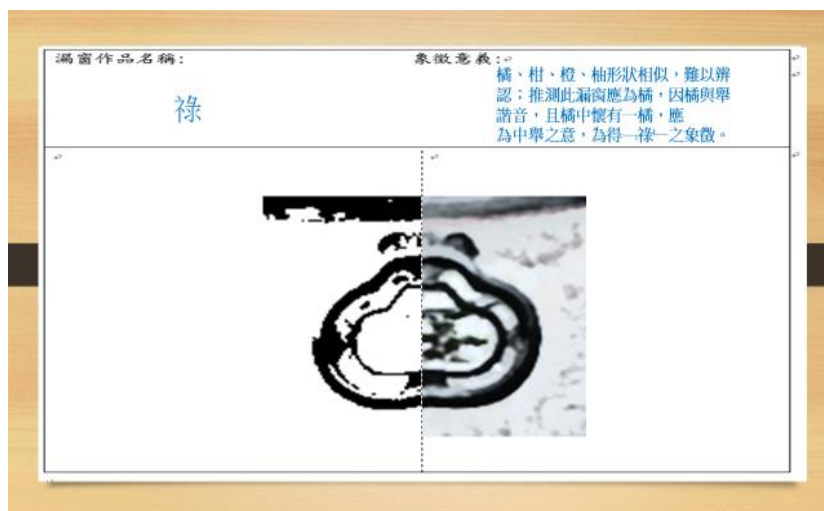 漏窗作品名稱:
祿
象徵意義:
橘、柑、橙、柚形狀相似，難以辨
認；推測此漏窗應為橘，因橘與舉
諧音，且橘中懷有一橘，應
為中舉之意，為得﹁祿﹂之象徵。